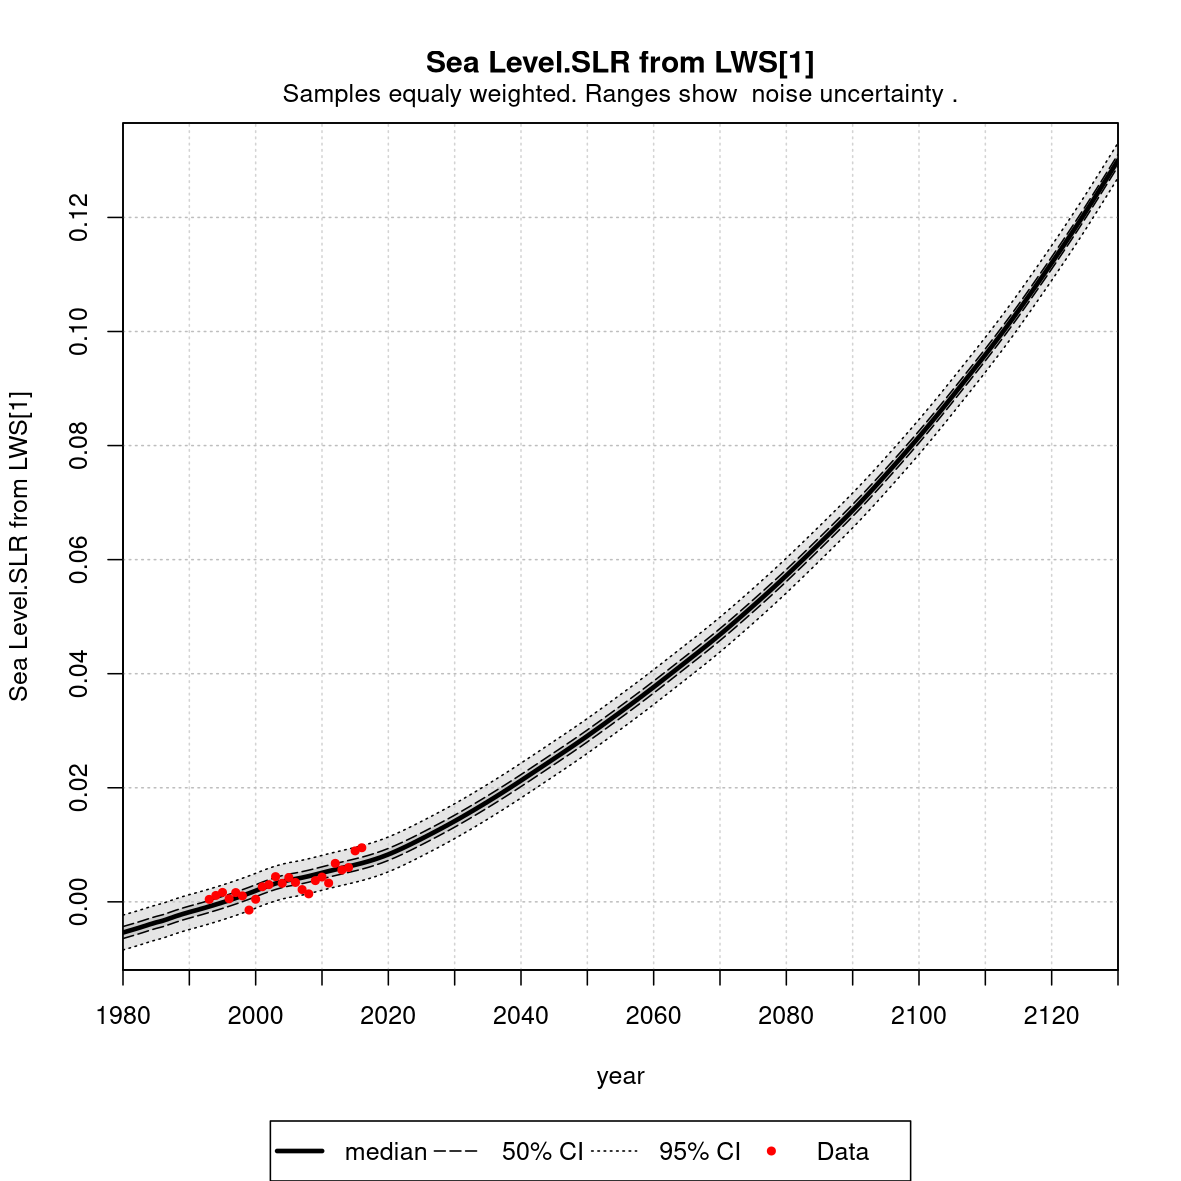 Sea Level.SLR from LWS[1]
Samples equaly weighted. Ranges show  noise uncertainty .
Sea Level.SLR from LWS[1]
0.12
0.10
0.08
0.06
0.04
0.02
0.00
1980 2000 2020 2040 2060 2080 2100 2120
year
median 50% CI 95% CI Data